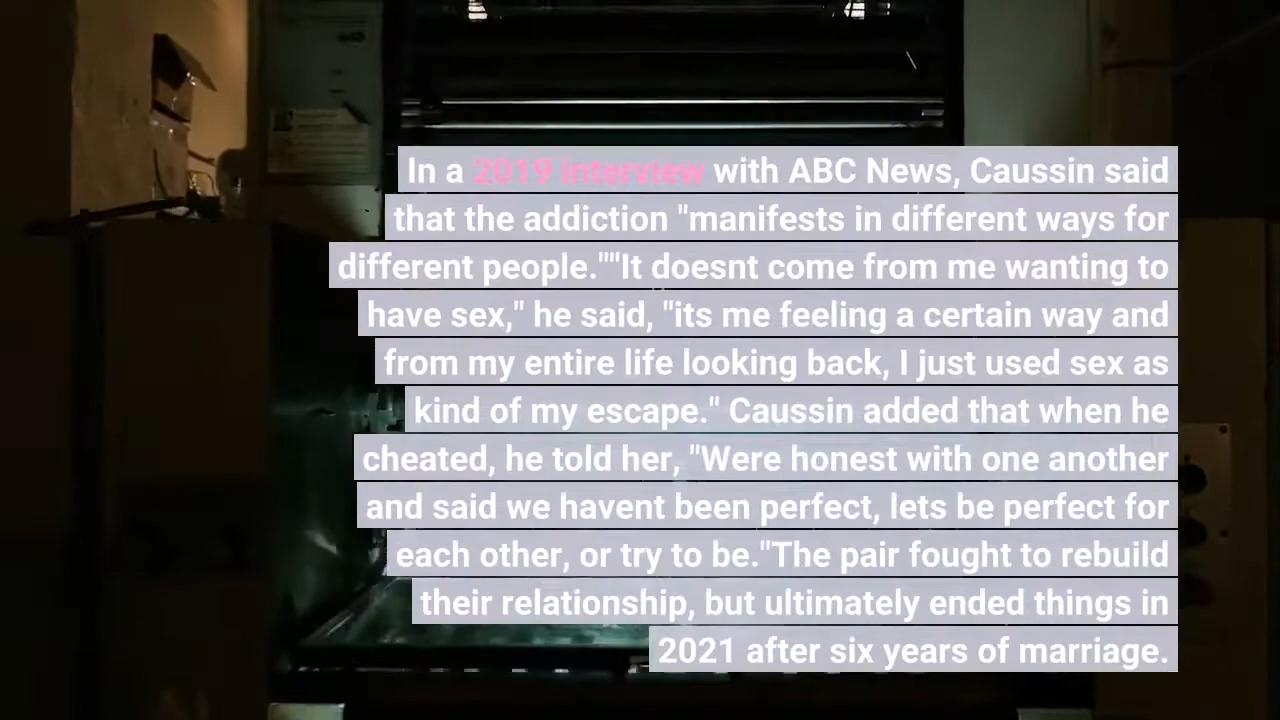 In a 2019 interview with ABC News, Caussin said
that the addiction "manifests in different ways for
different people.""It doesnt come from me wanting to
have sex," he said, "its me feeling a certain way and
from my entire life looking back, I just used sex as
kind of my escape." Caussin added that when he
cheated, he told her, "Were honest with one another
and said we havent been perfect, lets be perfect for
each other, or try to be."The pair fought to rebuild
their relationship, but ultimately ended things in
2021 after six years of marriage.